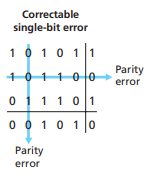 Correctable
single-bit error
1 0 1 0 1 1
1 0 1 1 0 0
Parity
error
0 1 1 1 0 1
0 0 1 0 1 0
Parity
error